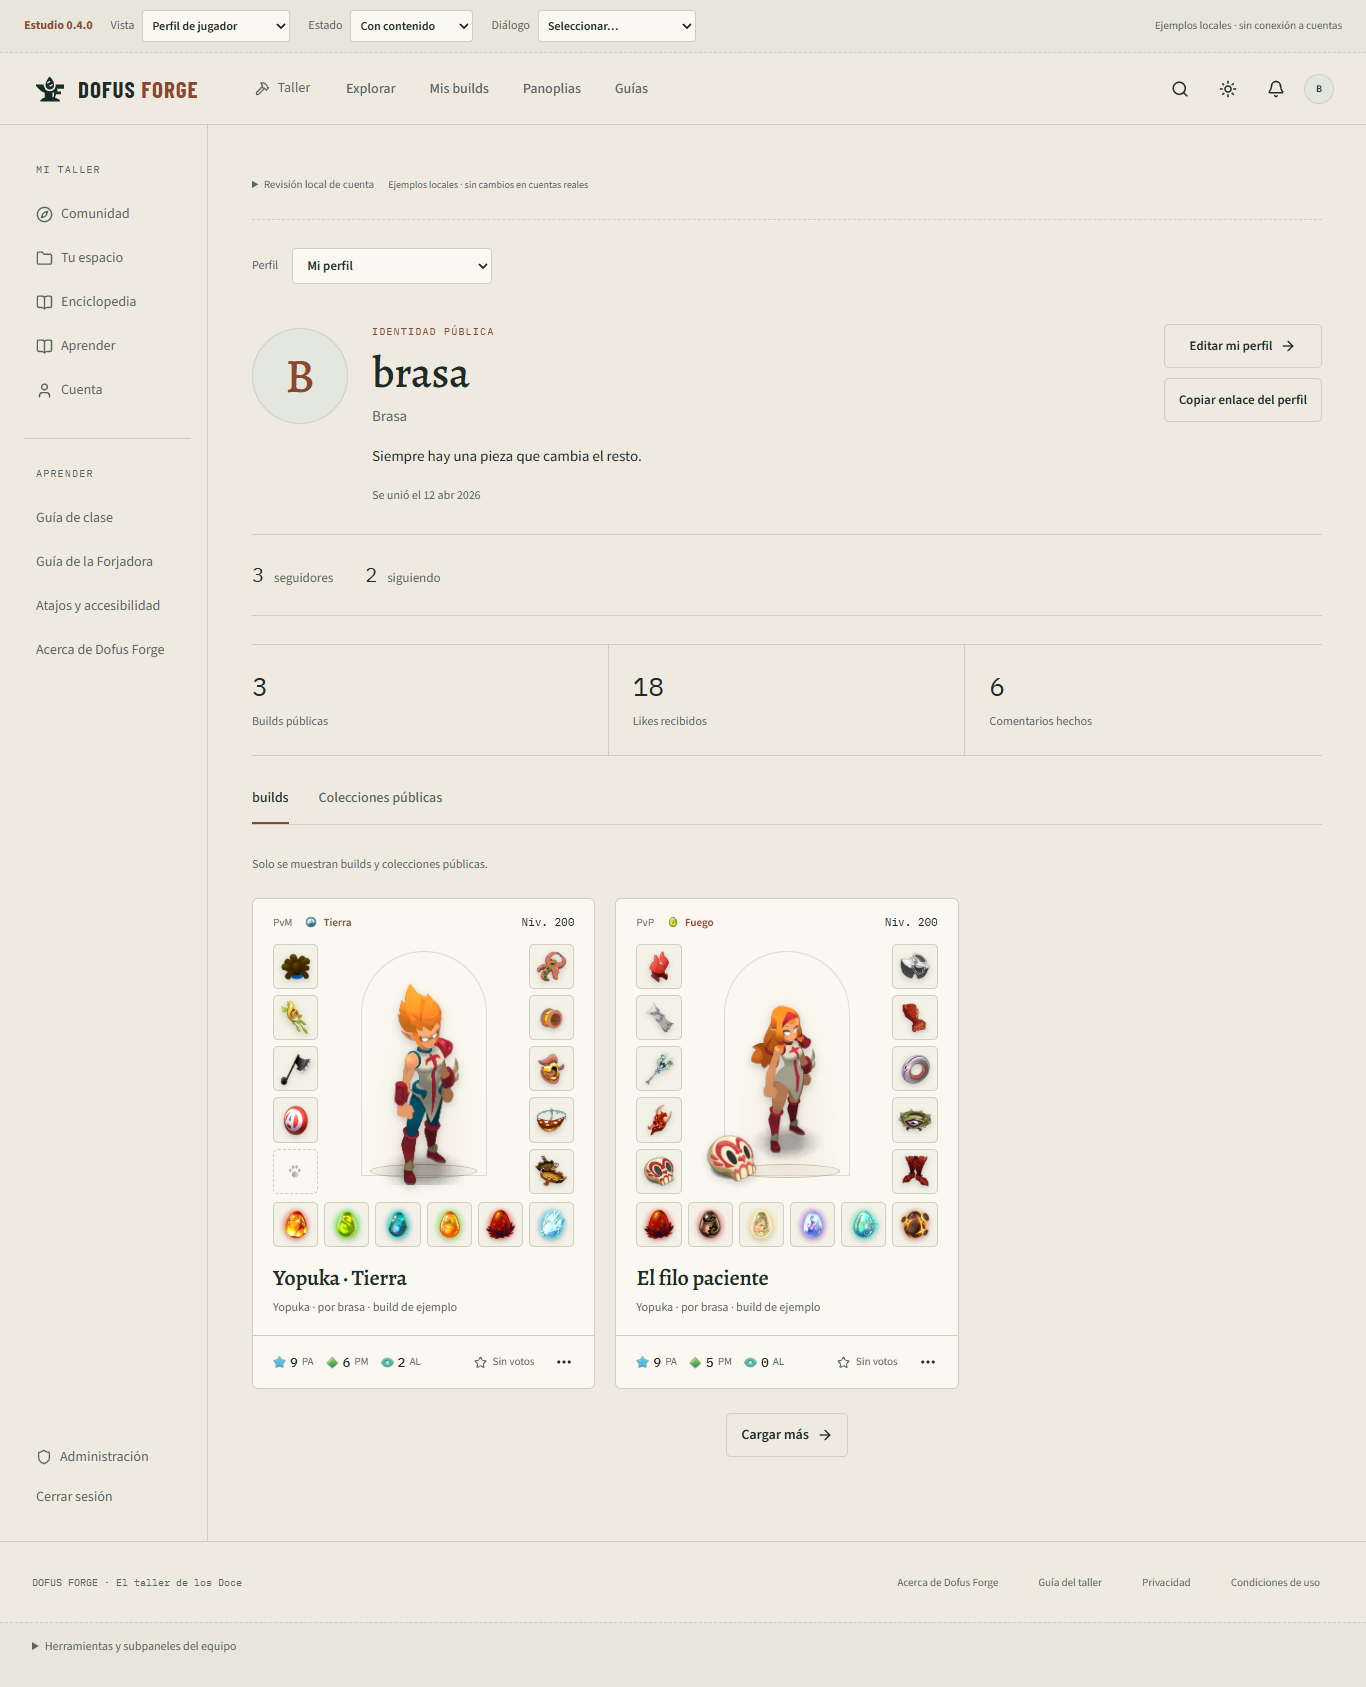 Estudio 0.4.0 Vista Perfil de jugador Estado Con contenido Diálogo Seleccionar... Ejemplos locales · sin conexión a cuentas
DOFUS FORGE Taller Explorar Mis builds Panoplias Guías B
MI TALLER
Comunidad
Tu espacio
Enciclopedia
Aprender
Cuenta
APRENDER
Guía de clase
Guía de la Forjadora
Atajos y accesibilidad
Acerca de Dofus Forge
Administración
Cerrar sesión
Revisión local de cuenta Ejemplos locales · sin cambios en cuentas reales
Perfil Mi perfil
B
IDENTIDAD PÚBLICA
brasa
Brasa
Siempre hay una pieza que cambia el resto.
Se unió el 12 abr 2026
Editar mi perfil
Copiar enlace del perfil
3 seguidores 2 siguiendo
3
Builds públicas
18
Likes recibidos
6
Comentarios hechos
builds Colecciones públicas
Solo se muestran builds y colecciones públicas.
PvM Tierra Niv. 200
Yopuka · Tierra
Yopuka · por brasa · build de ejemplo
9 PA 6 PM 2 AL Sin votos
PvP Fuego Niv. 200
El filo paciente
Yopuka · por brasa · build de ejemplo
9 PA 5 PM 0 AL Sin votos
Cargar más
DOFUS FORGE · El taller de los Doce Acerca de Dofus Forge Guía del taller Privacidad Condiciones de uso
Herramientas y subpaneles del equipo